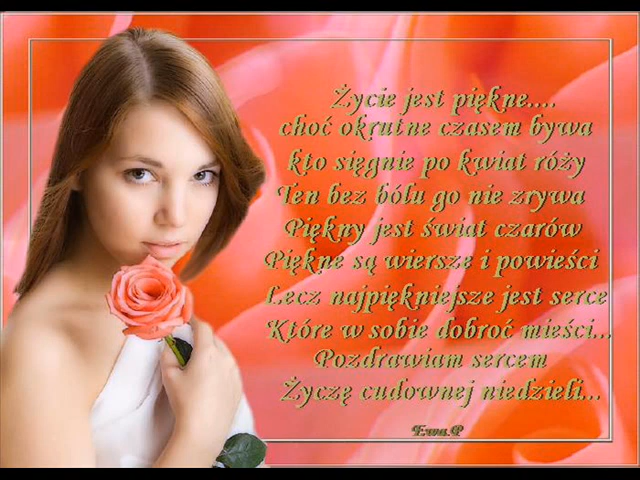 Życie jest piękne....
choć okrutne czasem bywa
kto sięgnie po kwiat róży
Ten bez bólu go nie zrywa
Piękny jest świat czarów
Piękne są wiersze i powieści
Lecz najpiękniejsze jest serce
Które w sobie dobroć mieści...
Pozdrawiam sercem
Życzę cudownej niedzieli...
Ewa.P